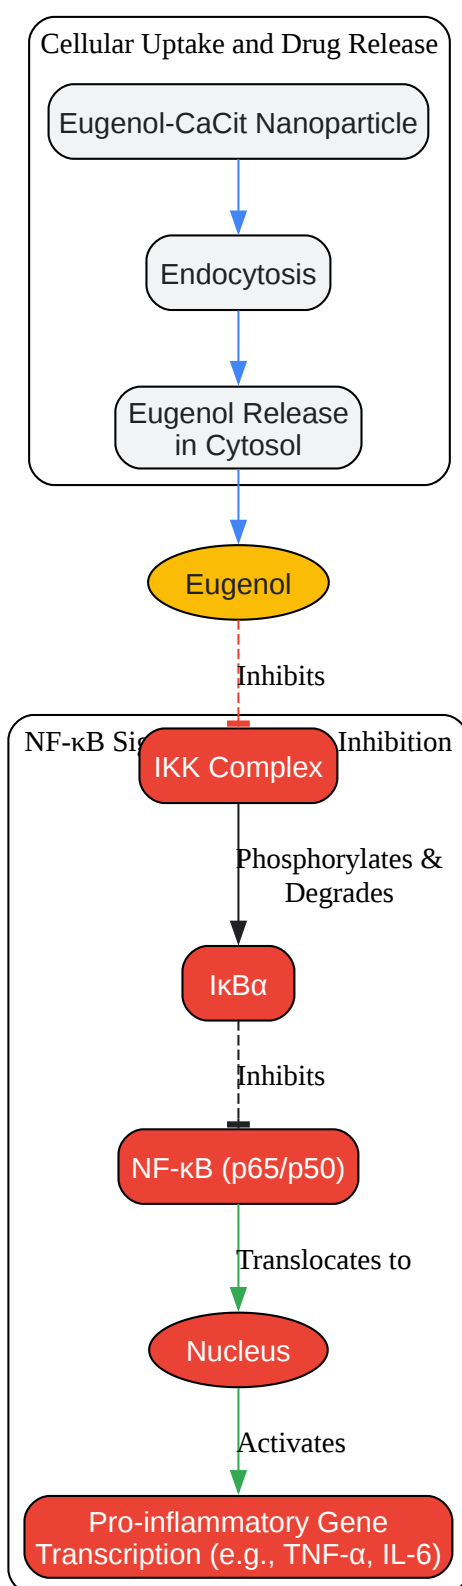 Cellular Uptake and Drug Release
Eugenol-CaCit Nanoparticle
Endocytosis
Eugenol Release
in Cytosol
Eugenol
Inhibits
NF-κB Inhibition
IKK Complex
Phosphorylates &
Degrades
IκBα
Inhibits
NF-κB (p65/p50)
Translocates to
Nucleus
Activates
Pro-inflammatory Gene
Transcription (e.g., TNF-α, IL-6)